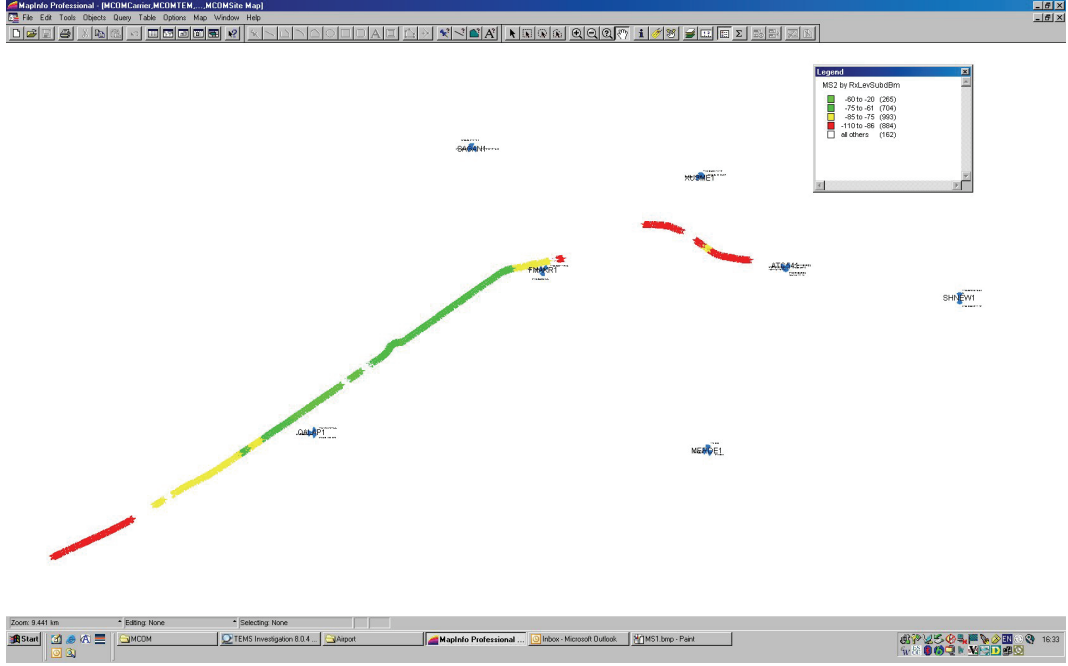 MapInfo Professional - [MCOMCarrier,MCOMTEM,...,MCOMSite Map]
File Edit Tools Objects Query Table Options Map Window Help
Legend
MS2 by RxLevSubdBm
-60 to -20 (265)
-75 to -61 (704)
-85 to -75 (993)
-110 to -86 (884)
all others (162)
SHNEW1
Zoom: 9.441 km Editing: None Selecting: None
Start MCOM TEMS Investigation 8.0.4 ... Airport MapInfo Professional ... Inbox - Microsoft Outlook MS1.bmp - Paint EN 16:33